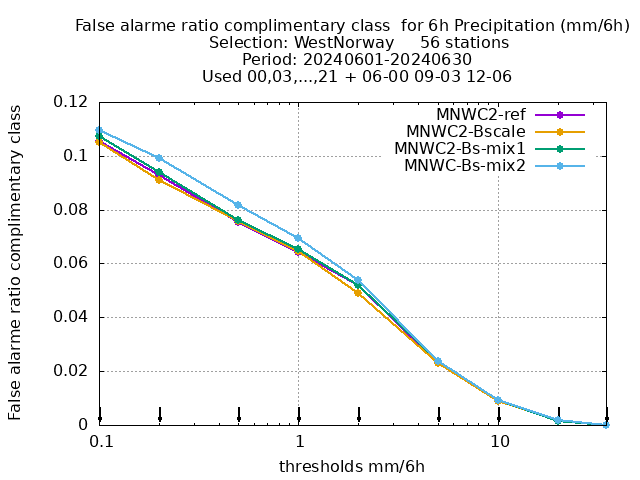 False alarme ratio complimentary class  for 6h Precipitation (mm/6h)
Selection: WestNorway     56 stations
Period: 20240601-20240630
Used 00,03,...,21 + 06-00 09-03 12-06
False alarme ratio complimentary class
0.12
0.1
0.08
0.06
0.04
0.02
0
MNWC2-ref
MNWC2-Bscale
MNWC2-Bs-mix1
MNWC-Bs-mix2
0.1
1
10
thresholds mm/6h